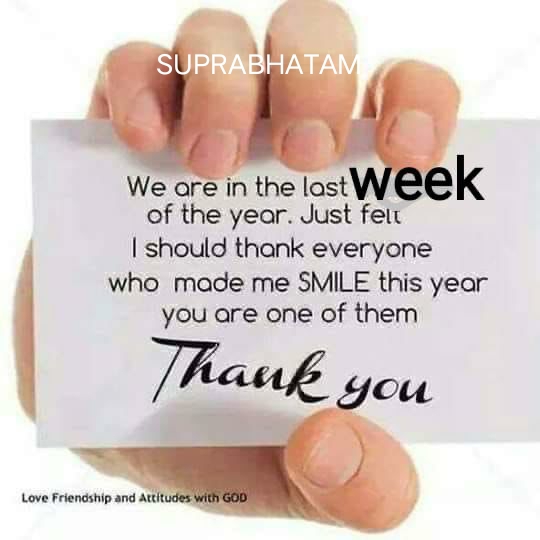 SUPRABHATAM
We are in the last week
of the year. Just felt
I should thank everyone
who made me SMILE this year
you are one of them
Thank you
Love Friendship and Attitudes with GOD